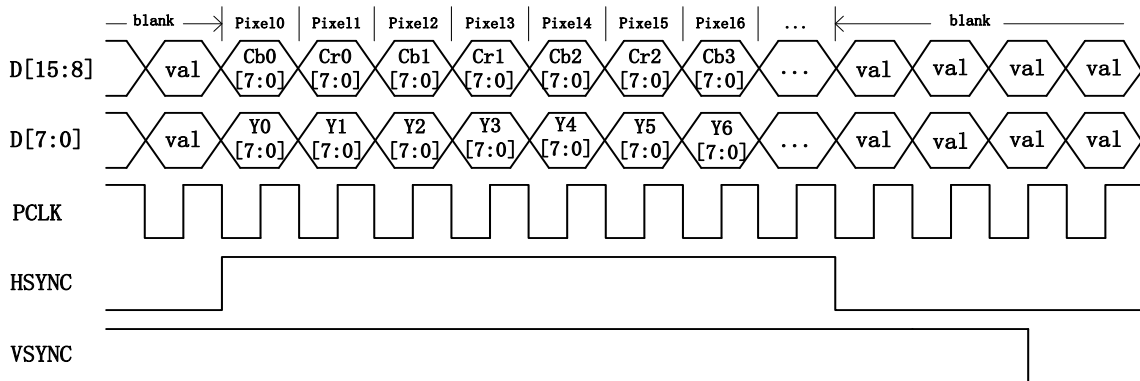 blank Pixel0 Pixel1 Pixel2 Pixel3 Pixel4 Pixel5 Pixel6 ... blank
D[15:8] val Cb0 [7:0] Cr0 [7:0] Cb1 [7:0] Cr1 [7:0] Cb2 [7:0] Cr2 [7:0] Cb3 [7:0] ... val val val val
D[7:0] val Y0 [7:0] Y1 [7:0] Y2 [7:0] Y3 [7:0] Y4 [7:0] Y5 [7:0] Y6 [7:0] ... val val val val
PCLK
HSYNC
VSYNC